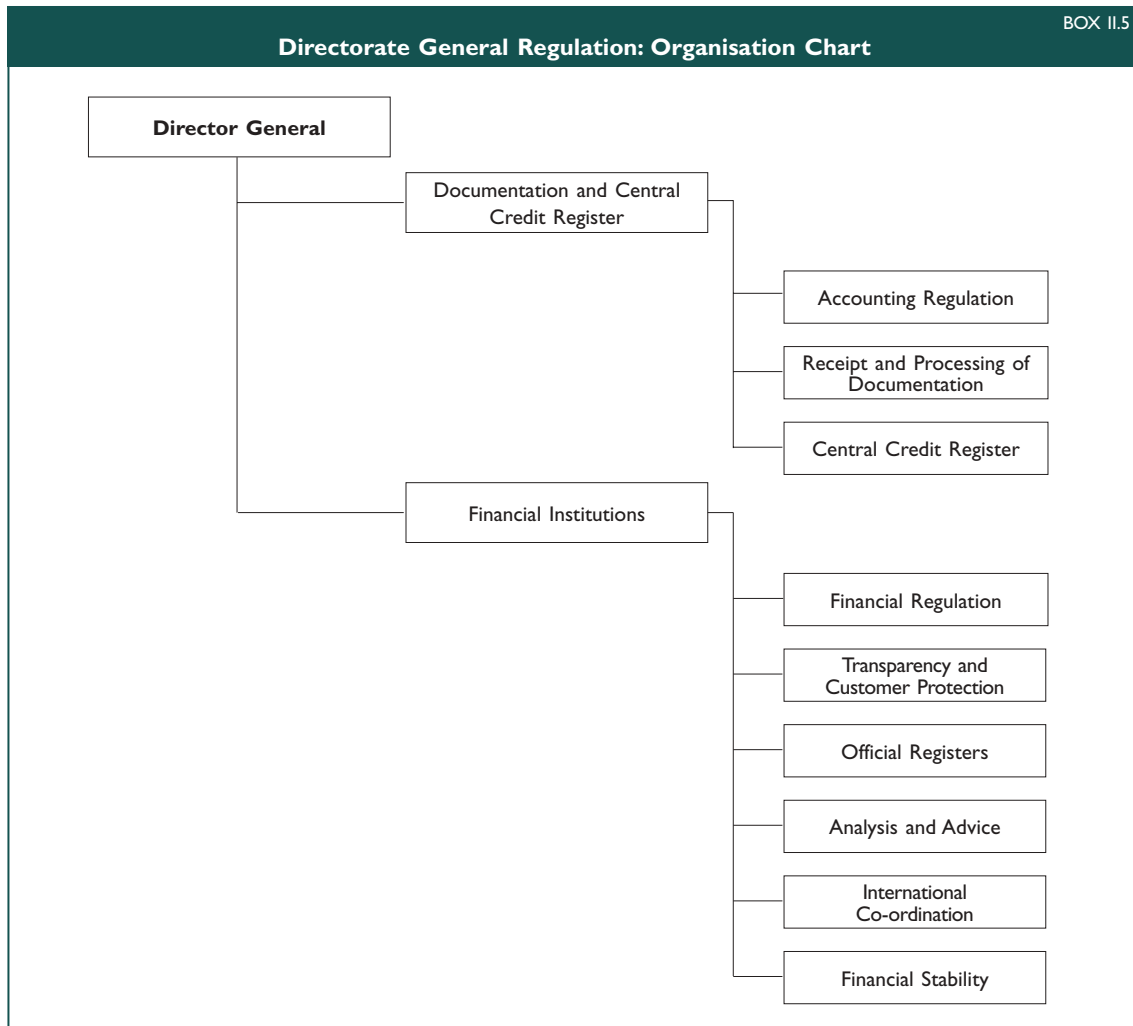 BOX II.5
Directorate General Regulation: Organisation Chart
Director General
Documentation and Central
Credit Register
Accounting Regulation
Receipt and Processing of
Documentation
Central Credit Register
Financial Institutions
Financial Regulation
Transparency and
Customer Protection
Official Registers
Analysis and Advice
International
Co-ordination
Financial Stability